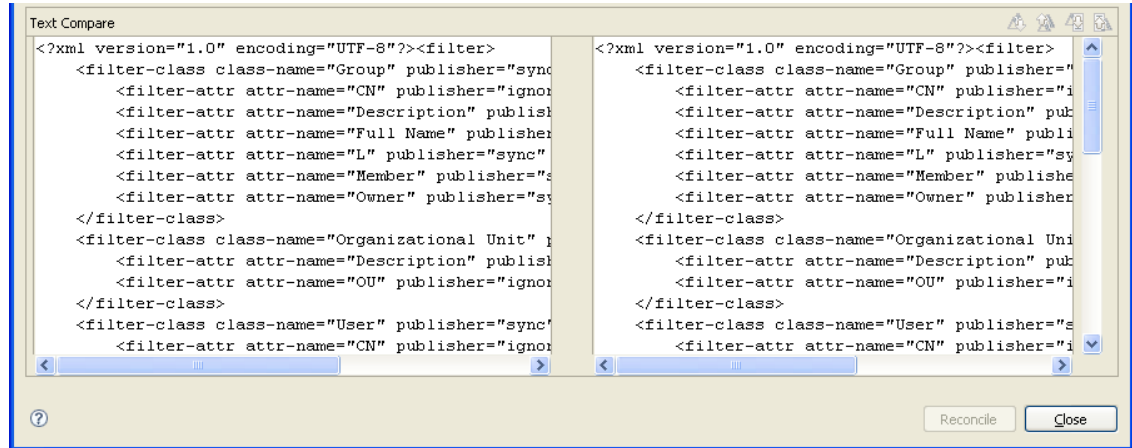 Text Compare
<?xml version="1.0" encoding="UTF-8"?><filter>
<filter-class class-name="Group" publisher="sync
<filter-attr attr-name="CN" publisher="ignor
<filter-attr attr-name="Description" publish
<filter-attr attr-name="Full Name" publisher
<filter-attr attr-name="L" publisher="sync"
<filter-attr attr-name="Member" publisher="s
<filter-attr attr-name="Owner" publisher="sy
</filter-class>
<filter-class class-name="Organizational Unit" p
<filter-attr attr-name="Description" publish
<filter-attr attr-name="OU" publisher="ignor
</filter-class>
<filter-class class-name="User" publisher="sync"
<filter-attr attr-name="CN" publisher="ignor
<?xml version="1.0" encoding="UTF-8"?><filter>
<filter-class class-name="Group" publisher="
<filter-attr attr-name="CN" publisher="i
<filter-attr attr-name="Description" pub
<filter-attr attr-name="Full Name" publi
<filter-attr attr-name="L" publisher="sy
<filter-attr attr-name="Member" publishe
<filter-attr attr-name="Owner" publisher
</filter-class>
<filter-class class-name="Organizational Uni
<filter-attr attr-name="Description" pub
<filter-attr attr-name="OU" publisher="i
</filter-class>
<filter-class class-name="User" publisher="s
<filter-attr attr-name="CN" publisher="i
Reconcile
Close